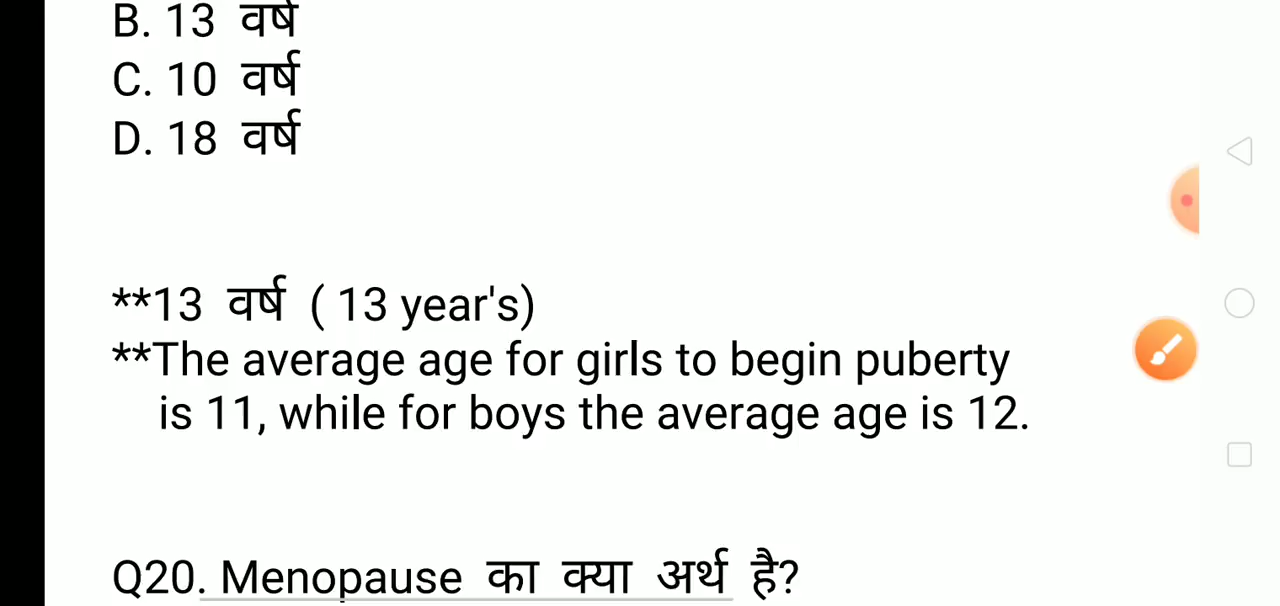 B. 13 वर्ष
C. 10 वर्ष
D. 18 वर्ष
**13 वर्ष ( 13 year's)
**The average age for girls to begin puberty
is 11, while for boys the average age is 12.
Q20. Menopause का क्या अर्थ है?